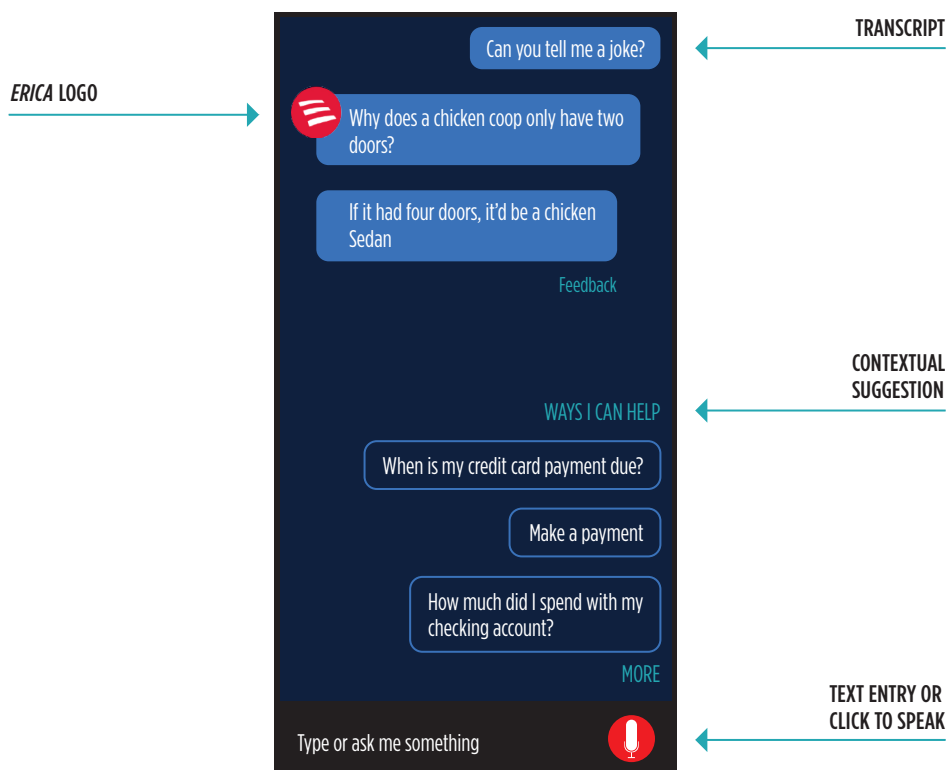 TRANSCRIPT
Can you tell me a joke?
ERICA LOGO
Why does a chicken coop only have two
doors?
If it had four doors, it'd be a chicken
Sedan
Feedback
CONTEXTUAL
SUGGESTION
WAYS I CAN HELP
When is my credit card payment due?
Make a payment
How much did I spend with my
checking account?
MORE
TEXT ENTRY OR
CLICK TO SPEAK
Type or ask me something